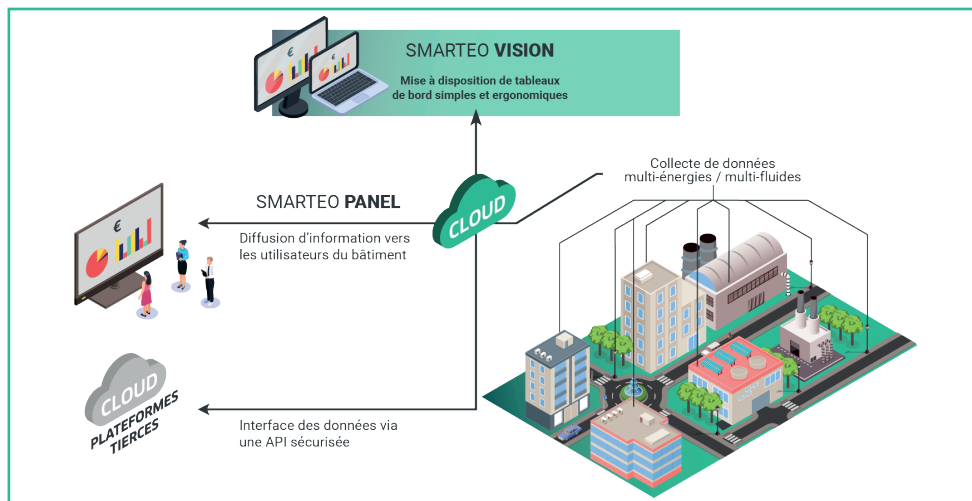 SMARTEO VISION
Mise à disposition de tableaux
de bord simples et ergonomiques
Collecte de données
multi-énergies / multi-fluides
€
CLOUD
SMARTEO PANEL
Diffusion d'information vers
les utilisateurs du bâtiment
€
CLOUD
PLATEFORMES
TIERCES
Interface des données via
une API sécurisée